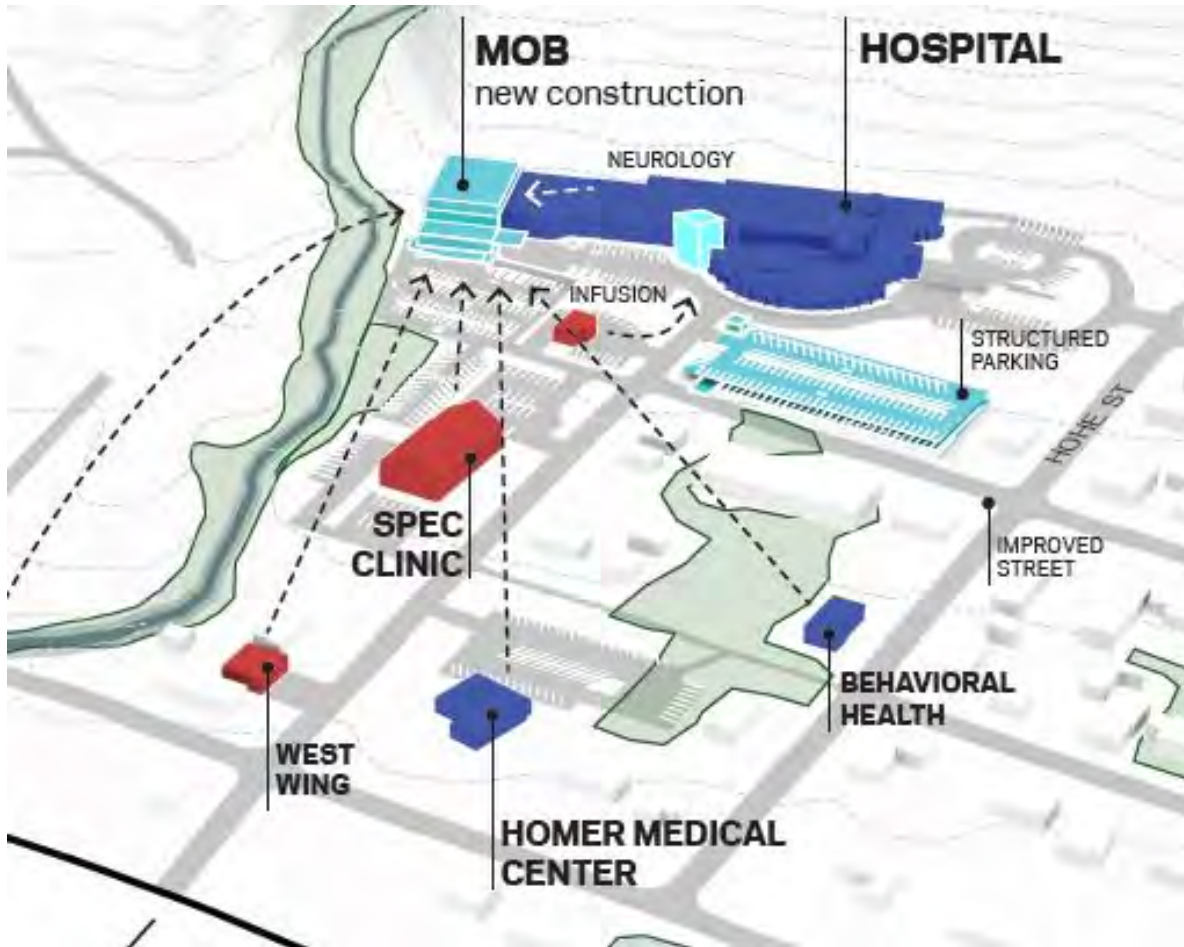 MOB
new construction
HOSPITAL
NEUROLOGY
INFUSION
STRUCTURED
PARKING
HOHE ST
SPEC
CLINIC
IMPROVED
STREET
BEHAVIORAL
HEALTH
WEST
WING
HOMER MEDICAL
CENTER